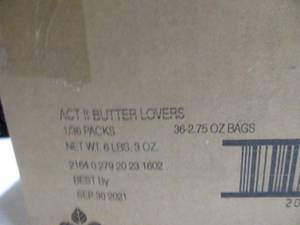 ACT II BUTTER LOVERS
1/36 PACKS 36-2.75 OZ BAGS
NET WT. 6 LBS. 3 OZ.
2164 0 279 20 23 1602
BEST By
SEP 30 2021
20